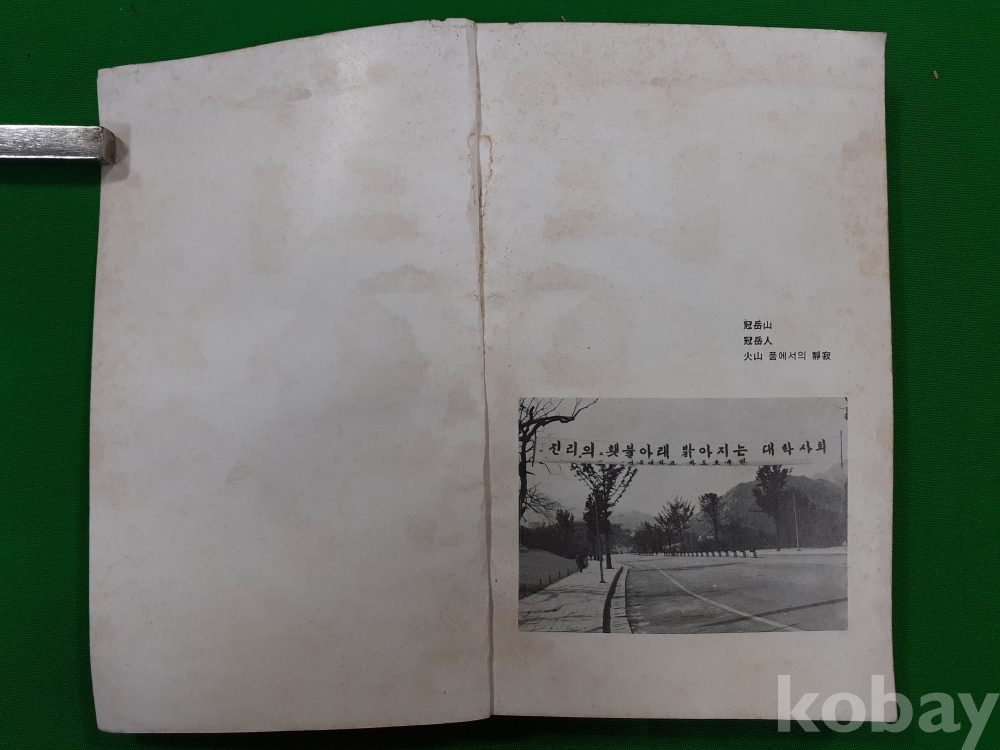 冠岳山
冠岳人
火山 품에서의 靜寂
진리의 횃불아래 밝아지는 대학사회
kobay